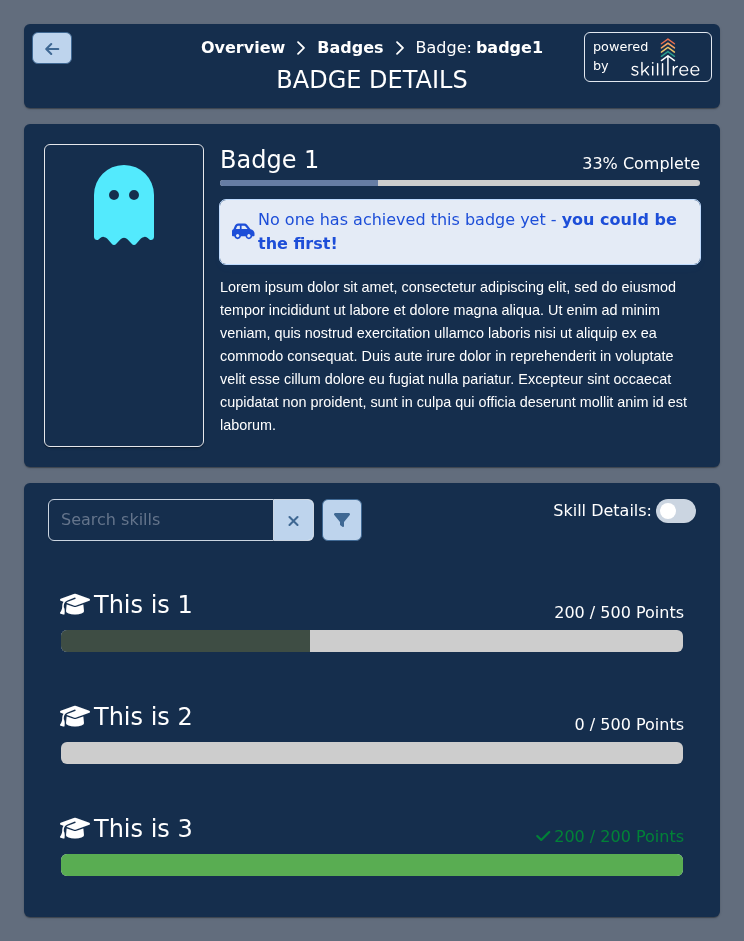 Overview > Badges > Badge: badge1
BADGE DETAILS
powered
by skilltree
Badge 1
33% Complete
No one has achieved this badge yet - you could be
the first!
Lorem ipsum dolor sit amet, consectetur adipiscing elit, sed do eiusmod
tempor incididunt ut labore et dolore magna aliqua. Ut enim ad minim
veniam, quis nostrud exercitation ullamco laboris nisi ut aliquip ex ea
commodo consequat. Duis aute irure dolor in reprehenderit in voluptate
velit esse cillum dolore eu fugiat nulla pariatur. Excepteur sint occaecat
cupidatat non proident, sunt in culpa qui officia deserunt mollit anim id est
laborum.
Search skills
Skill Details:
This is 1
200 / 500 Points
This is 2
0 / 500 Points
This is 3
200 / 200 Points